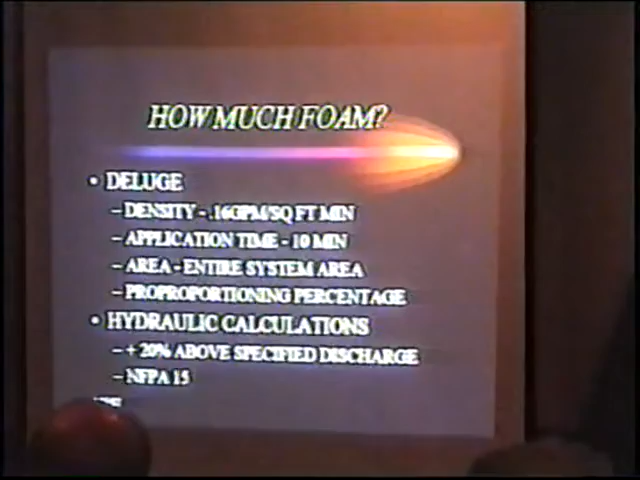 HOW MUCH FOAM?
• DELUGE
– DENSITY - .16GPM/SQ FT MIN
– APPLICATION TIME - 10 MIN
– AREA - ENTIRE SYSTEM AREA
– PROPROPORTIONING PERCENTAGE
• HYDRAULIC CALCULATIONS
– + 20% ABOVE SPECIFIED DISCHARGE
– NFPA 15